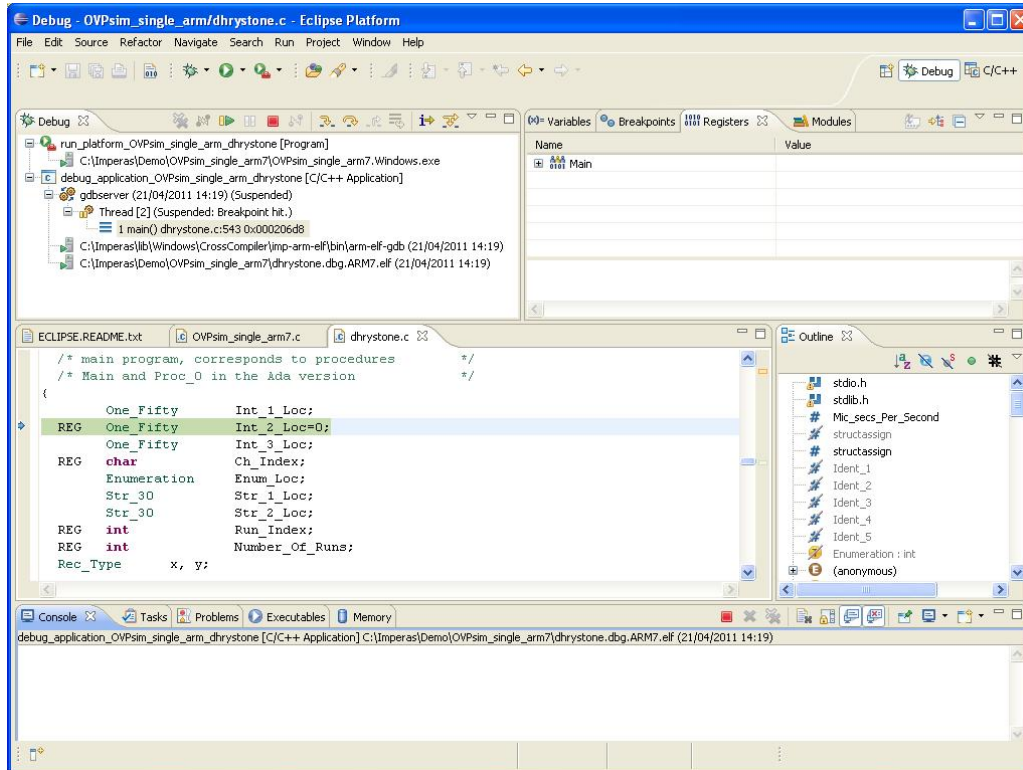 Debug - OVPsim_single_arm/dhrystone.c - Eclipse Platform
File Edit Source Refactor Navigate Search Run Project Window Help
Debug C/C++
Debug
run_platform_OVPsim_single_arm_dhrystone [Program]
C:\Imperas\Demo\OVPsim_single_arm7\OVPsim_single_arm7.Windows.exe
debug_application_OVPsim_single_arm_dhrystone [C/C++ Application]
gdbserver (21/04/2011 14:19) (Suspended)
Thread [2] (Suspended: Breakpoint hit.)
1 main() dhrystone.c:543 0x000206d8
C:\Imperas\lib\Windows\CrossCompiler\imp-arm-elf\bin\arm-elf-gdb (21/04/2011 14:19)
C:\Imperas\Demo\OVPsim_single_arm7\dhrystone.dbg.ARM7.elf (21/04/2011 14:19)
(x)= Variables Breakpoints Registers Modules
Name Value
Main
ECLIPSE.README.txt OVPsim_single_arm7.c dhrystone.c
/* main program, corresponds to procedures */
/* Main and Proc_0 in the Ada version */
{
One_Fifty Int_1_Loc;
REG One_Fifty Int_2_Loc=0;
One_Fifty Int_3_Loc;
REG char Ch_Index;
Enumeration Enum_Loc;
Str_30 Str_1_Loc;
Str_30 Str_2_Loc;
REG int Run_Index;
REG int Number_Of_Runs;
Rec_Type x, y;
Outline
stdio.h
stdlib.h
# Mic_secs_Per_Second
structassign
# structassign
Ident_1
Ident_2
Ident_3
Ident_4
Ident_5
Enumeration : int
(anonymous)
Console Tasks Problems Executables Memory
debug_application_OVPsim_single_arm_dhrystone [C/C++ Application] C:\Imperas\Demo\OVPsim_single_arm7\dhrystone.dbg.ARM7.elf (21/04/2011 14:19)